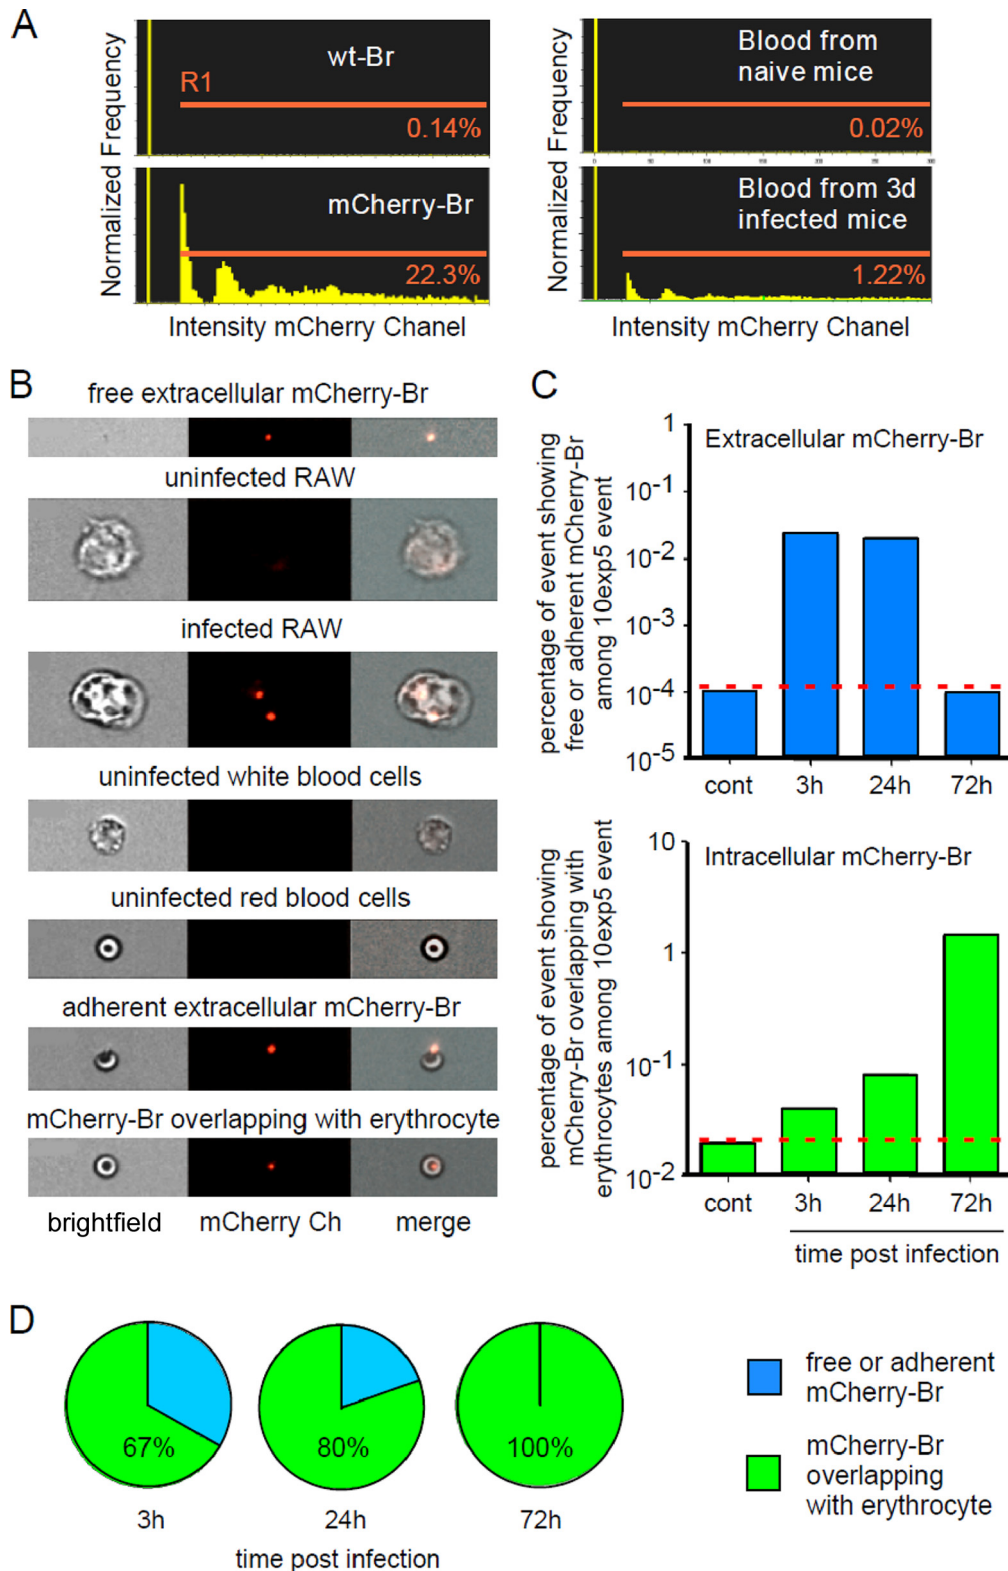 A
Normalized Frequency
wt-Br
R1
0.14%
mCherry-Br
22.3%
Intensity mCherry Chanel
Normalized Frequency
Blood from
naive mice
0.02%
Blood from 3d
infected mice
1.22%
Intensity mCherry Chanel
B
free extracellular mCherry-Br
uninfected RAW
infected RAW
uninfected white blood cells
uninfected red blood cells
adherent extracellular mCherry-Br
mCherry-Br overlapping with erythrocyte
brightfield
mCherry Ch
merge
C
percentage of event showing
free or adherent mCherry-Br
among 10exp5 event
1
10-1
10-2
10-3
10-4
10-5
Extracellular mCherry-Br
cont
3h
24h
72h
percentage of event showing
mCherry-Br overlapping with
erythrocytes among 10exp5 event
10
1
10-1
10-2
Intracellular mCherry-Br
cont
3h
24h
72h
time post infection
D
67%
80%
100%
3h
24h
72h
time post infection
free or adherent
mCherry-Br
mCherry-Br
overlapping
with erythrocyte